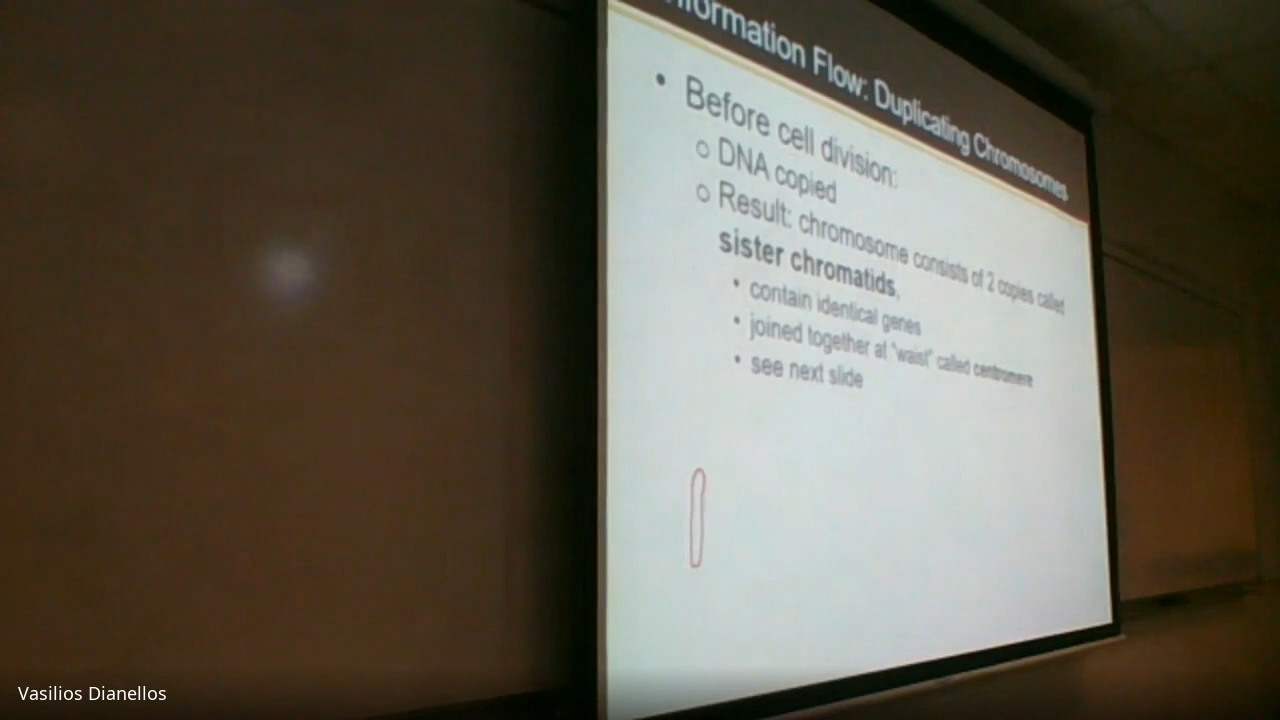 nformation Flow: Duplicating Chromosomes
• Before cell division:
○ DNA copied
○ Result: chromosome consists of 2 copies called
sister chromatids,
• contain identical genes
• joined together at "waist" called centromere
• see next slide
Vasilios Dianellos